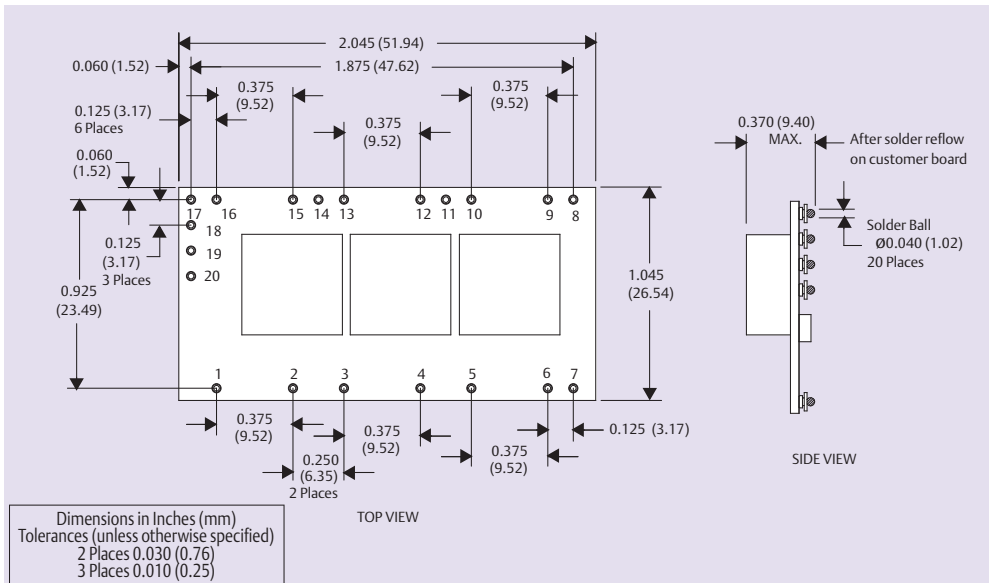 2.045 (51.94)
0.060 (1.52)
1.875 (47.62)
0.375
(9.52)
0.375
(9.52)
0.125 (3.17)
6 Places
0.375
(9.52)
0.060
(1.52)
17 16 15 14 13 12 11 10 9 8
18
19
20
0.125
(3.17)
3 Places
0.925
(23.49)
1.045
(26.54)
1 2 3 4 5 6 7
0.375
(9.52)
0.375
(9.52)
0.375
(9.52)
0.125 (3.17)
0.250
(6.35)
2 Places
TOP VIEW
0.370 (9.40)
MAX.
After solder reflow
on customer board
Solder Ball
Ø0.040 (1.02)
20 Places
SIDE VIEW
Dimensions in Inches (mm)
Tolerances (unless otherwise specified)
2 Places 0.030 (0.76)
3 Places 0.010 (0.25)